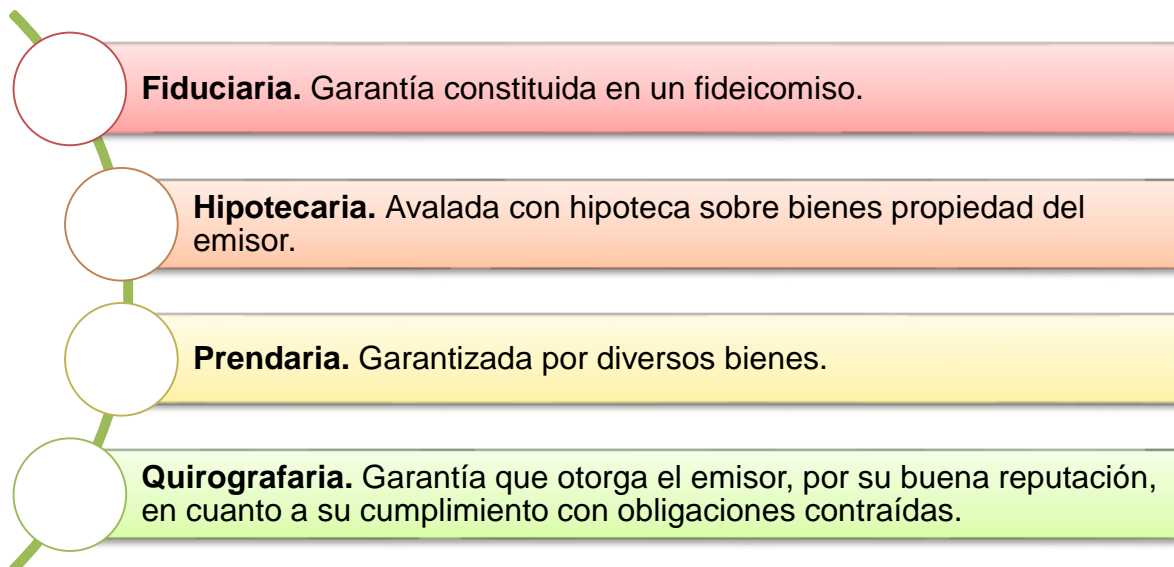 Fiduciaria. Garantía constituida en un fideicomiso.
Hipotecaria. Avalada con hipoteca sobre bienes propiedad del
emisor.
Prendaria. Garantizada por diversos bienes.
Quirografaria. Garantía que otorga el emisor, por su buena reputación,
en cuanto a su cumplimiento con obligaciones contraídas.